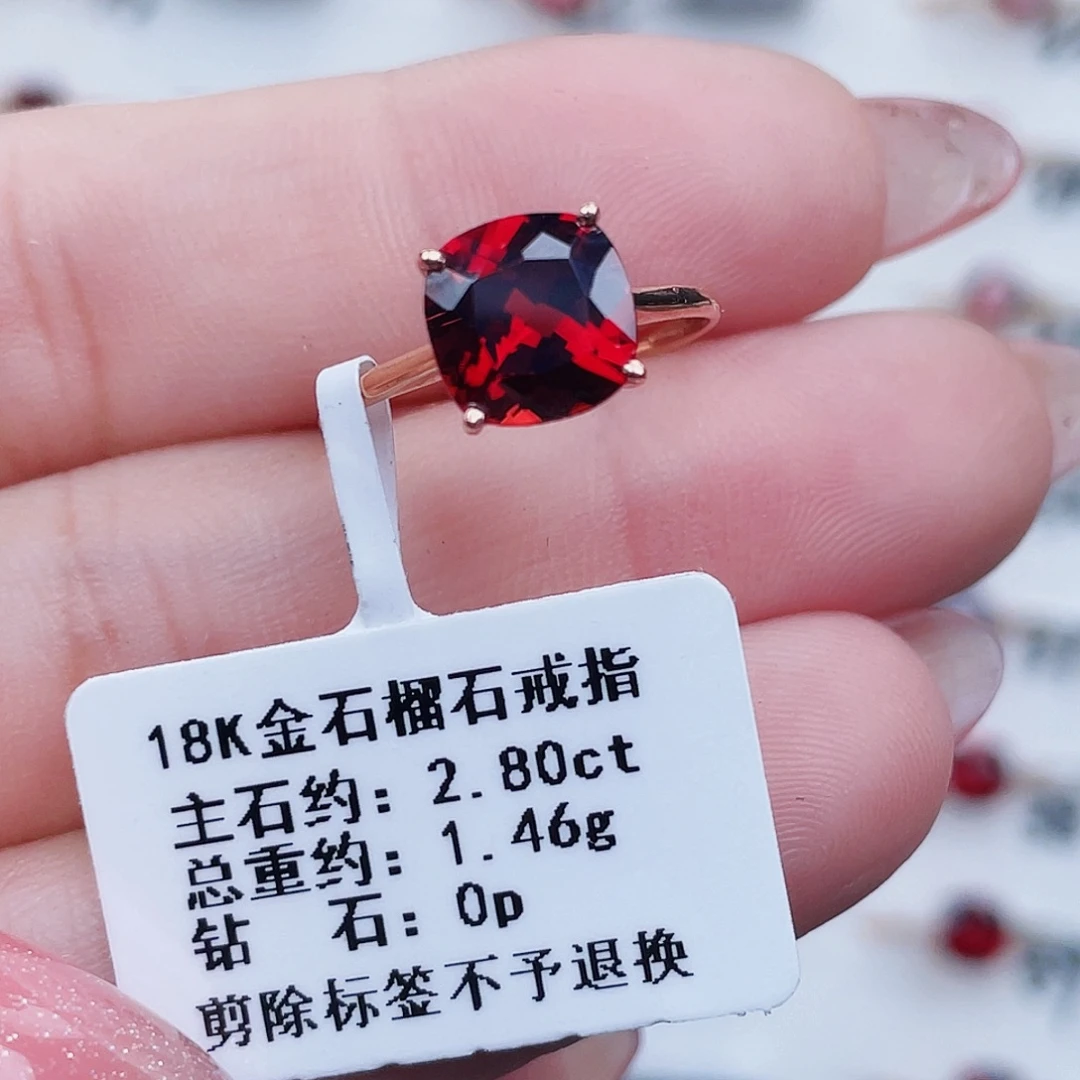 18K金石榴石戒指
主石约: 2.80ct
总重约: 1.46g
钻 石: 0p
剪除标签不予退换